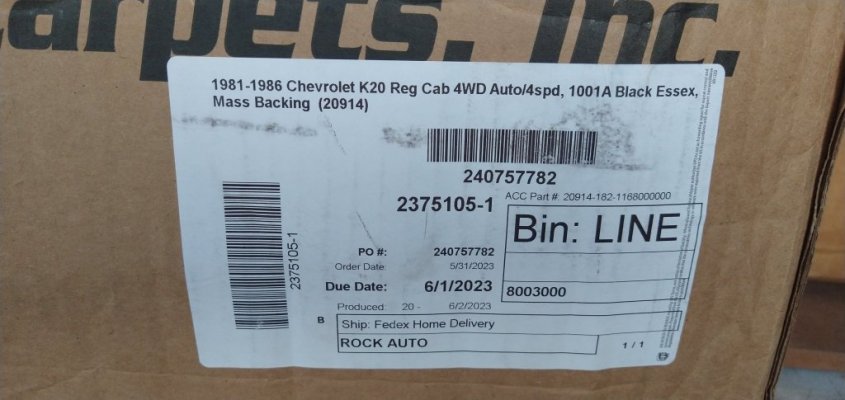 arpets, Inc.
1981-1986 Chevrolet K20 Reg Cab 4WD Auto/4spd, 1001A Black Essex,
Mass Backing (20914)
240757782
ACC Part #: 20914-182-1168000000
2375105-1
Bin: LINE
2375105-1
PO #: 240757782
Order Date: 5/31/2023
Due Date: 6/1/2023
8003000
Produced: 20 - 6/2/2023
B Ship: Fedex Home Delivery
ROCK AUTO
1 / 1